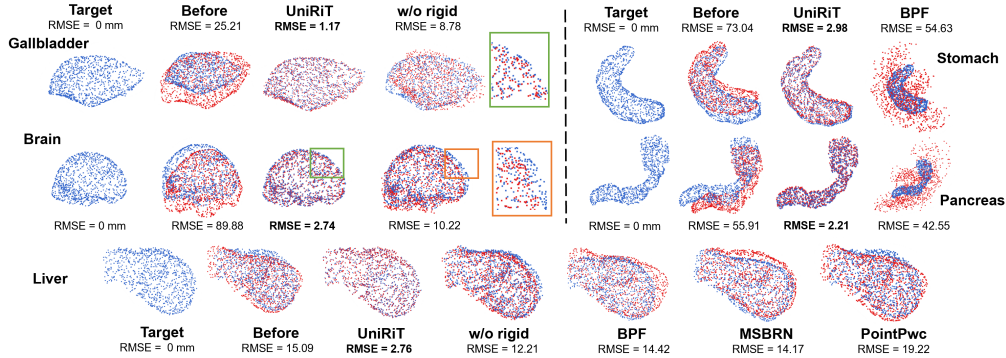 Target Before UniRiT w/o rigid
RMSE = 0 mm RMSE = 25.21 RMSE = 1.17 RMSE = 8.78
Gallbladder
Brain
RMSE = 0 mm RMSE = 89.88 RMSE = 2.74 RMSE = 10.22
Target Before UniRiT BPF
RMSE = 0 mm RMSE = 73.04 RMSE = 2.98 RMSE = 54.63
Stomach
Pancreas
RMSE = 0 mm RMSE = 55.91 RMSE = 2.21 RMSE = 42.55
Liver
Target Before UniRiT w/o rigid BPF MSBRN PointPwc
RMSE = 0 mm RMSE = 15.09 RMSE = 2.76 RMSE = 12.21 RMSE = 14.42 RMSE = 14.17 RMSE = 19.22